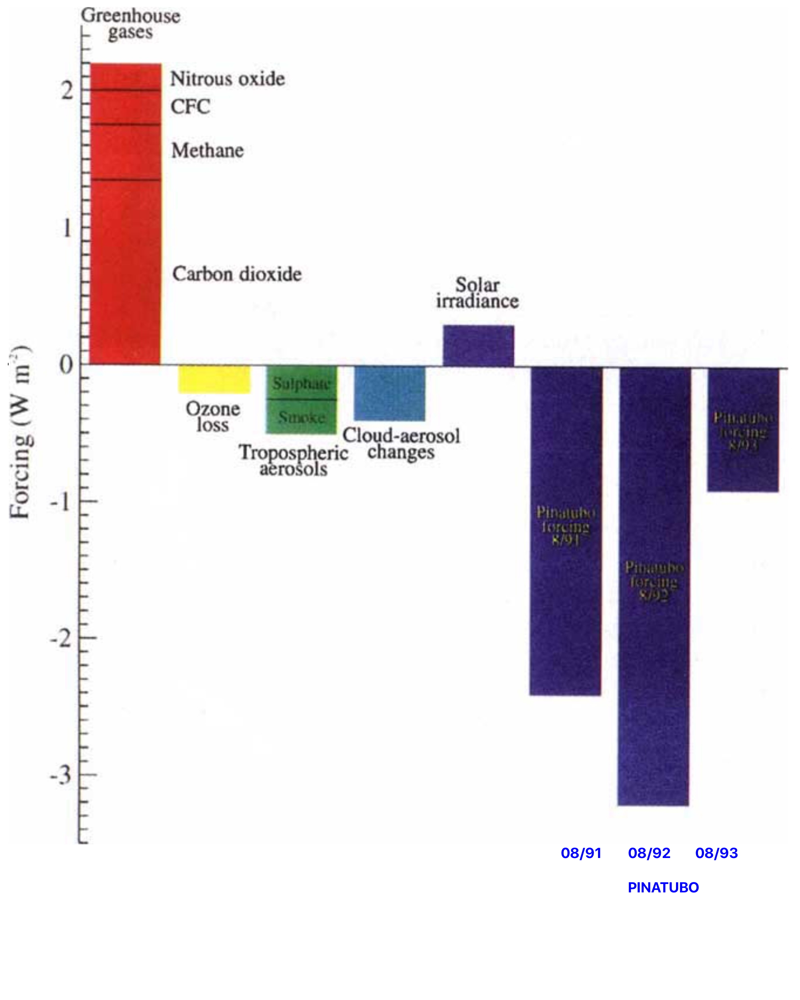 Greenhouse
gases
Nitrous oxide
2
CFC
Methane
1
Carbon dioxide
Solar
irradiance
0
Forcing (W m⁻²)
Sulphate
Smoke
Ozone
loss
Cloud-aerosol
changes
Tropospheric
aerosols
Pinatubo
forcing
8/93
-1
Pinatubo
forcing
8/91
Pinatubo
forcing
8/92
-2
-3
08/91 08/92 08/93
PINATUBO